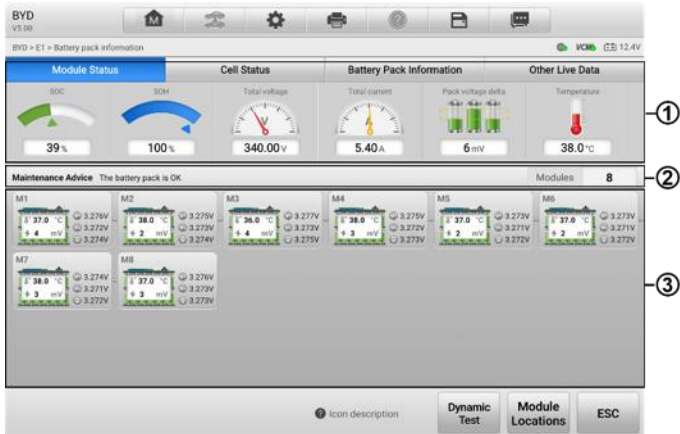 BYD
V5.00
BYD > E1 > Battery pack information
VCMI 12.4V
Module Status Cell Status Battery Pack Information Other Live Data
SOC SOH Total voltage Total current Pack voltage delta Temperature
V A
39 % 100 % 340.00 V 5.40 A 6 mV 38.0 °C
①
Maintenance Advice The battery pack is OK Modules 8
②
M1 M2 M3 M4 M5 M6
37.0 °C 3.276V 38.0 °C 3.275V 36.0 °C 3.277V 38.0 °C 3.275V 37.0 °C 3.273V 37.0 °C 3.273V
4 mV 3.272V 2 mV 3.273V 4 mV 3.273V 3 mV 3.272V 2 mV 3.271V 2 mV 3.271V
3.274V 3.274V 3.275V 3.273V 3.272V 3.272V
M7 M8
38.0 °C 3.274V 37.0 °C 3.276V
3 mV 3.271V 3 mV 3.273V
3.272V 3.273V
③
Icon description
Dynamic Test
Module Locations
ESC